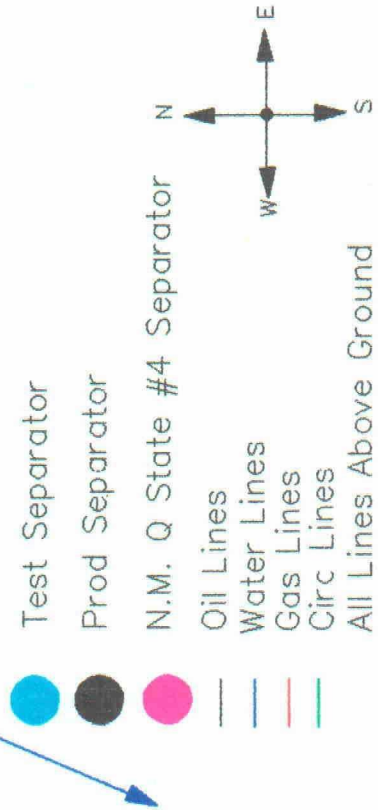 Test Separator
Prod Separator
N.M. Q State #4 Separator
Oil Lines
Water Lines
Gas Lines
Circ Lines
All Lines Above Ground
N
W
E
S